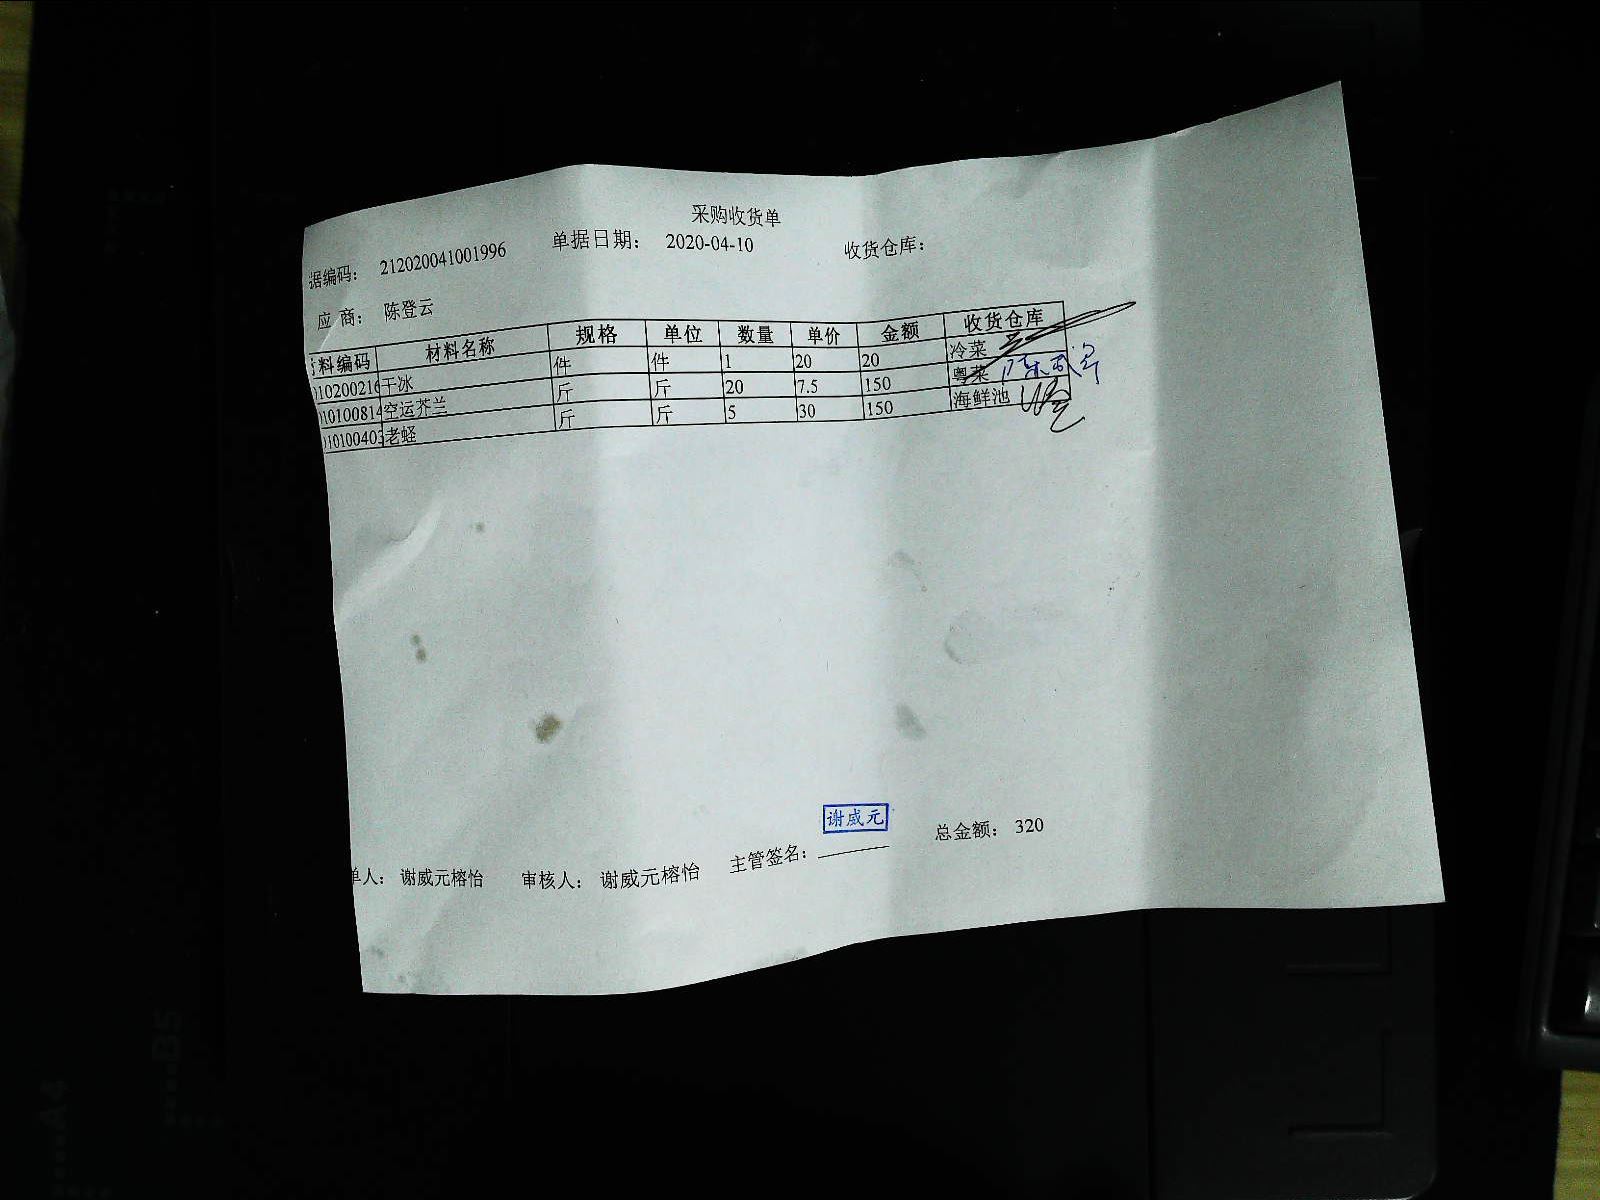 采购收货单
据编码： 212020041001996 单据日期： 2020-04-10 收货仓库：
应 商： 陈登云
料编码 材料名称 规格 单位 数量 单价 金额 收货仓库
01020021 干冰 件 件 1 20 20 冷菜
01010081 空运芥兰 斤 斤 20 7.5 150 粤菜
01010040 老蛏 斤 斤 5 30 150 海鲜池
谢威元
单人： 谢威元榕怡 审核人： 谢威元榕怡 主管签名： 总金额： 320
B5
A4